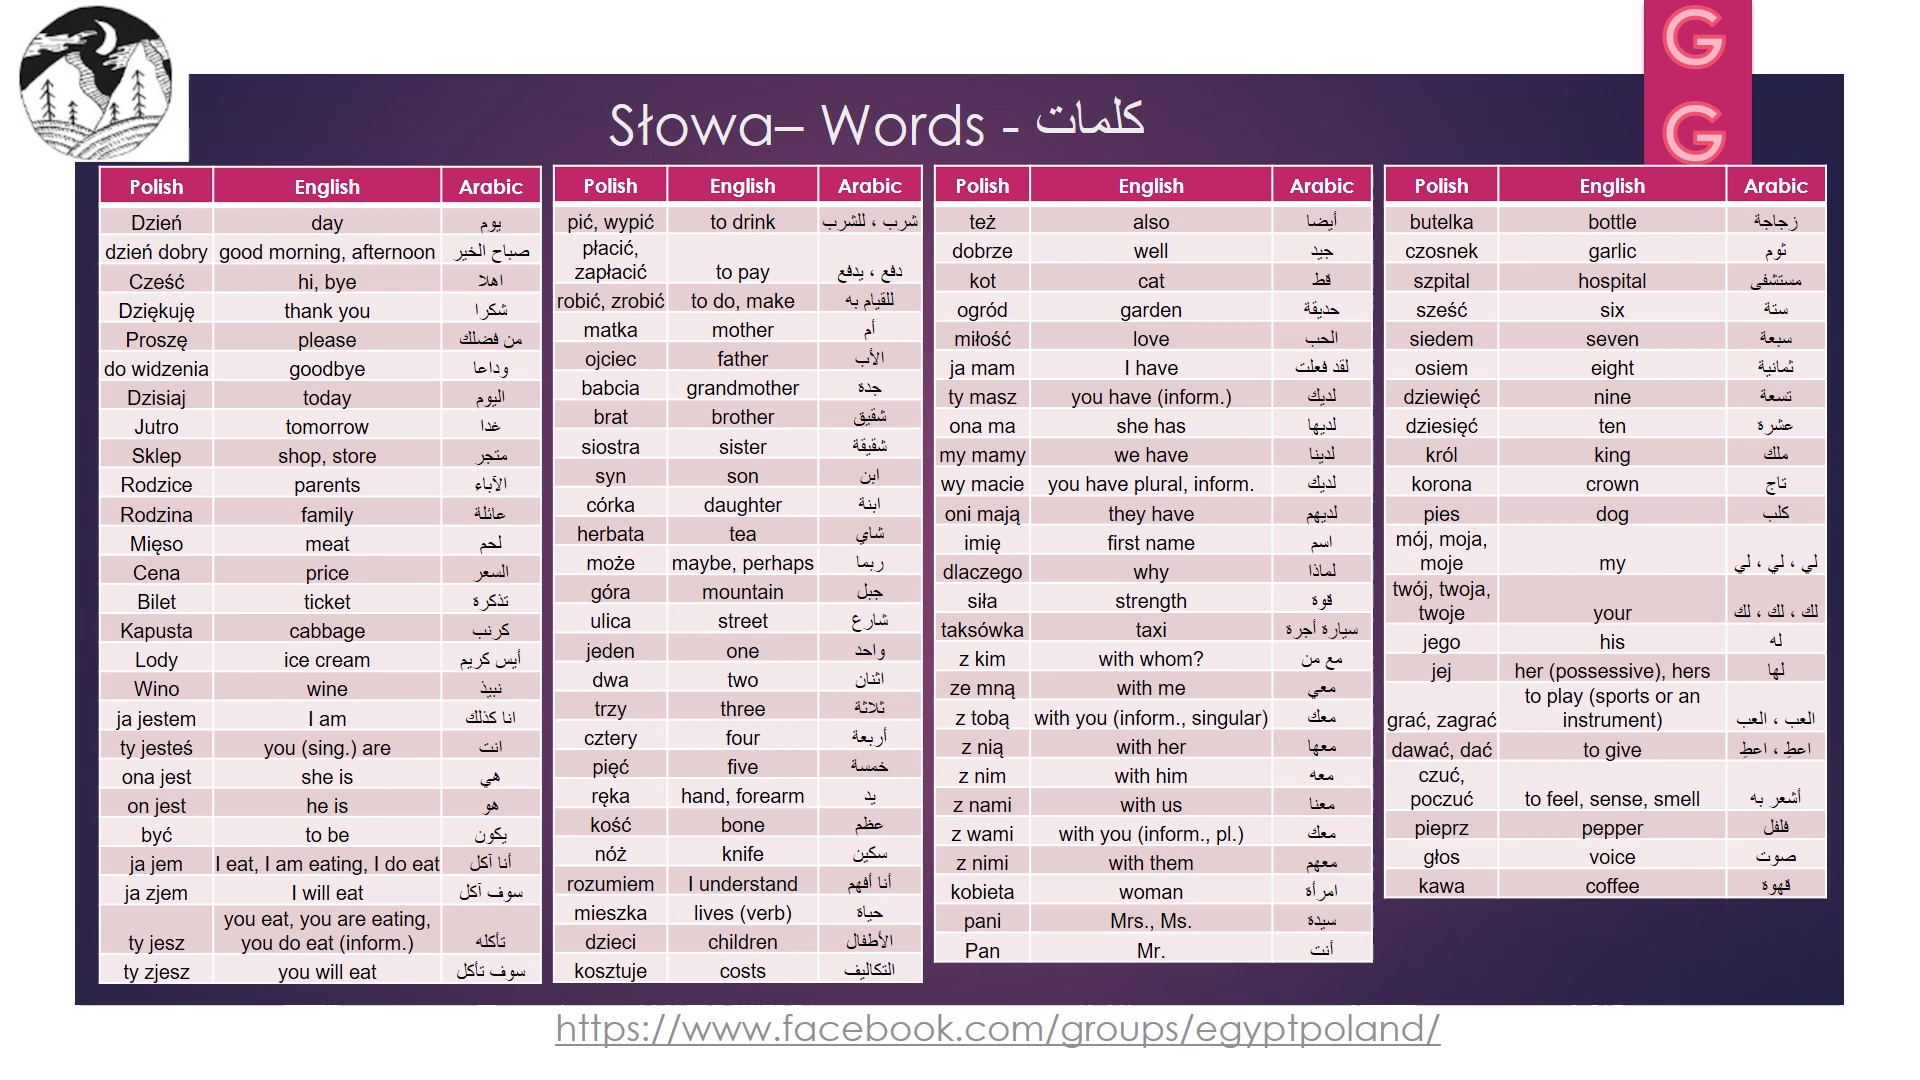 G
G
Słowa– Words - كلمات
Polish English Arabic
Dzień day يوم
dzień dobry good morning, afternoon صباح الخير
Cześć hi, bye اهلا
Dziękuję thank you شكرا
Proszę please من فضلك
do widzenia goodbye وداعا
Dzisiaj today اليوم
Jutro tomorrow غدا
Sklep shop, store متجر
Rodzice parents الآباء
Rodzina family عائلة
Mięso meat لحم
Cena price السعر
Bilet ticket تذكرة
Kapusta cabbage كرنب
Lody ice cream أيس كريم
Wino wine نبيذ
ja jestem I am انا كذلك
ty jesteś you (sing.) are انت
ona jest she is هي
on jest he is هو
być to be يكون
ja jem I eat, I am eating, I do eat أنا آكل
ja zjem I will eat سوف آكل
you eat, you are eating,
ty jesz you do eat (inform.) تأكله
ty zjesz you will eat سوف تأكل
Polish English Arabic
pić, wypić to drink شرب ، للشرب
płacić,
zapłacić to pay دفع ، يدفع
robić, zrobić to do, make للقيام به
matka mother أم
ojciec father الأب
babcia grandmother جدة
brat brother شقيق
siostra sister شقيقة
syn son ابن
córka daughter ابنة
herbata tea شاي
może maybe, perhaps ربما
góra mountain جبل
ulica street شارع
jeden one واحد
dwa two اثنان
trzy three ثلاثة
cztery four أربعة
pięć five خمسة
ręka hand, forearm يد
kość bone عظم
nóż knife سكين
rozumiem I understand أنا أفهم
mieszka lives (verb) حياة
dzieci children الأطفال
kosztuje costs التكاليف
Polish English Arabic
też also أيضا
dobrze well جيد
kot cat قط
ogród garden حديقة
miłość love الحب
ja mam I have لقد فعلت
ty masz you have (inform.) لديك
ona ma she has لديها
my mamy we have لدينا
wy macie you have plural, inform. لديك
oni mają they have لديهم
imię first name اسم
dlaczego why لماذا
siła strength قوة
taksówka taxi سيارة أجرة
z kim with whom? مع من
ze mną with me معي
z tobą with you (inform., singular) معك
z nią with her معها
z nim with him معه
z nami with us معنا
z wami with you (inform., pl.) معك
z nimi with them معهم
kobieta woman امرأة
pani Mrs., Ms. سيدة
Pan Mr. أنت
Polish English Arabic
butelka bottle زجاجة
czosnek garlic ثوم
szpital hospital مستشفى
sześć six ستة
siedem seven سبعة
osiem eight ثمانية
dziewięć nine تسعة
dziesięć ten عشرة
król king ملك
korona crown تاج
pies dog كلب
mój, moja,
moje my لي ، لي ، لي
twój, twoja,
twoje your لك ، لك ، لك
jego his له
jej her (possessive), hers لها
to play (sports or an
grać, zagrać instrument) العب ، العب
dawać, dać to give اعطِ ، اعطِ
czuć,
poczuć to feel, sense, smell أشعر به
pieprz pepper فلفل
głos voice صوت
kawa coffee قهوة
https://www.facebook.com/groups/egyptpoland/